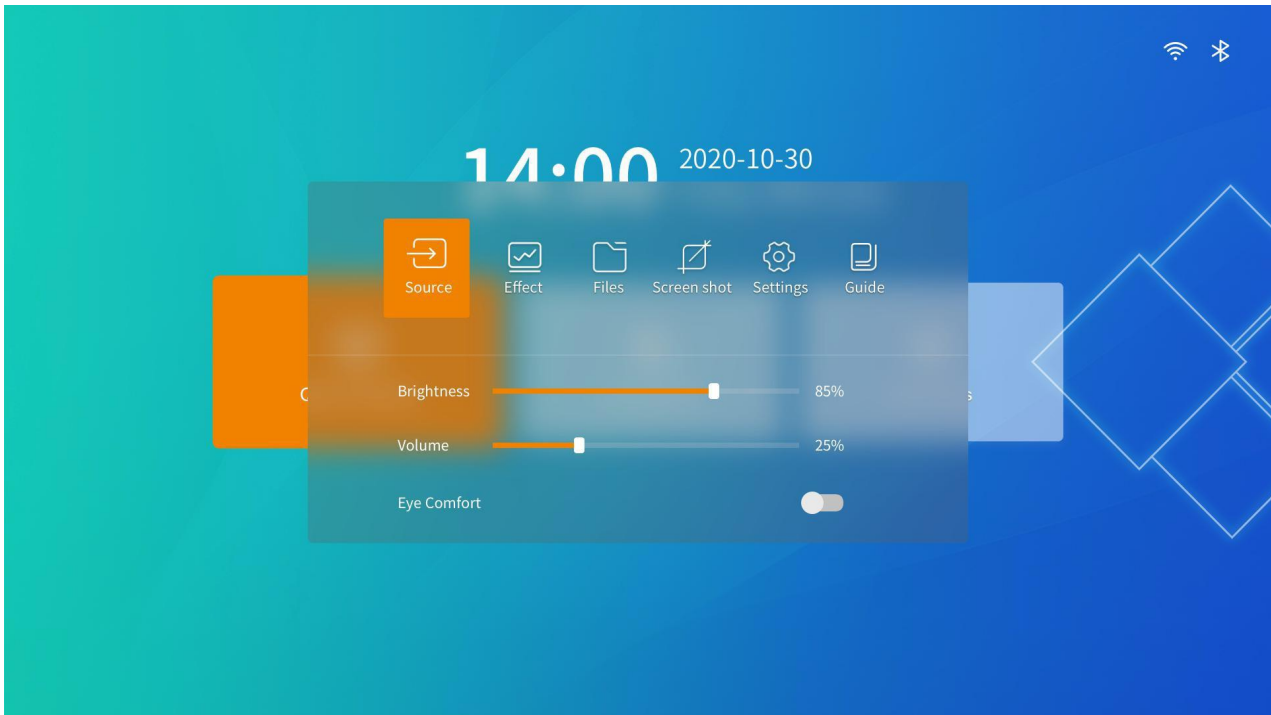 14:00 2020-10-30
Source Effect Files Screen shot Settings Guide
Brightness 85%
Volume 25%
Eye Comfort